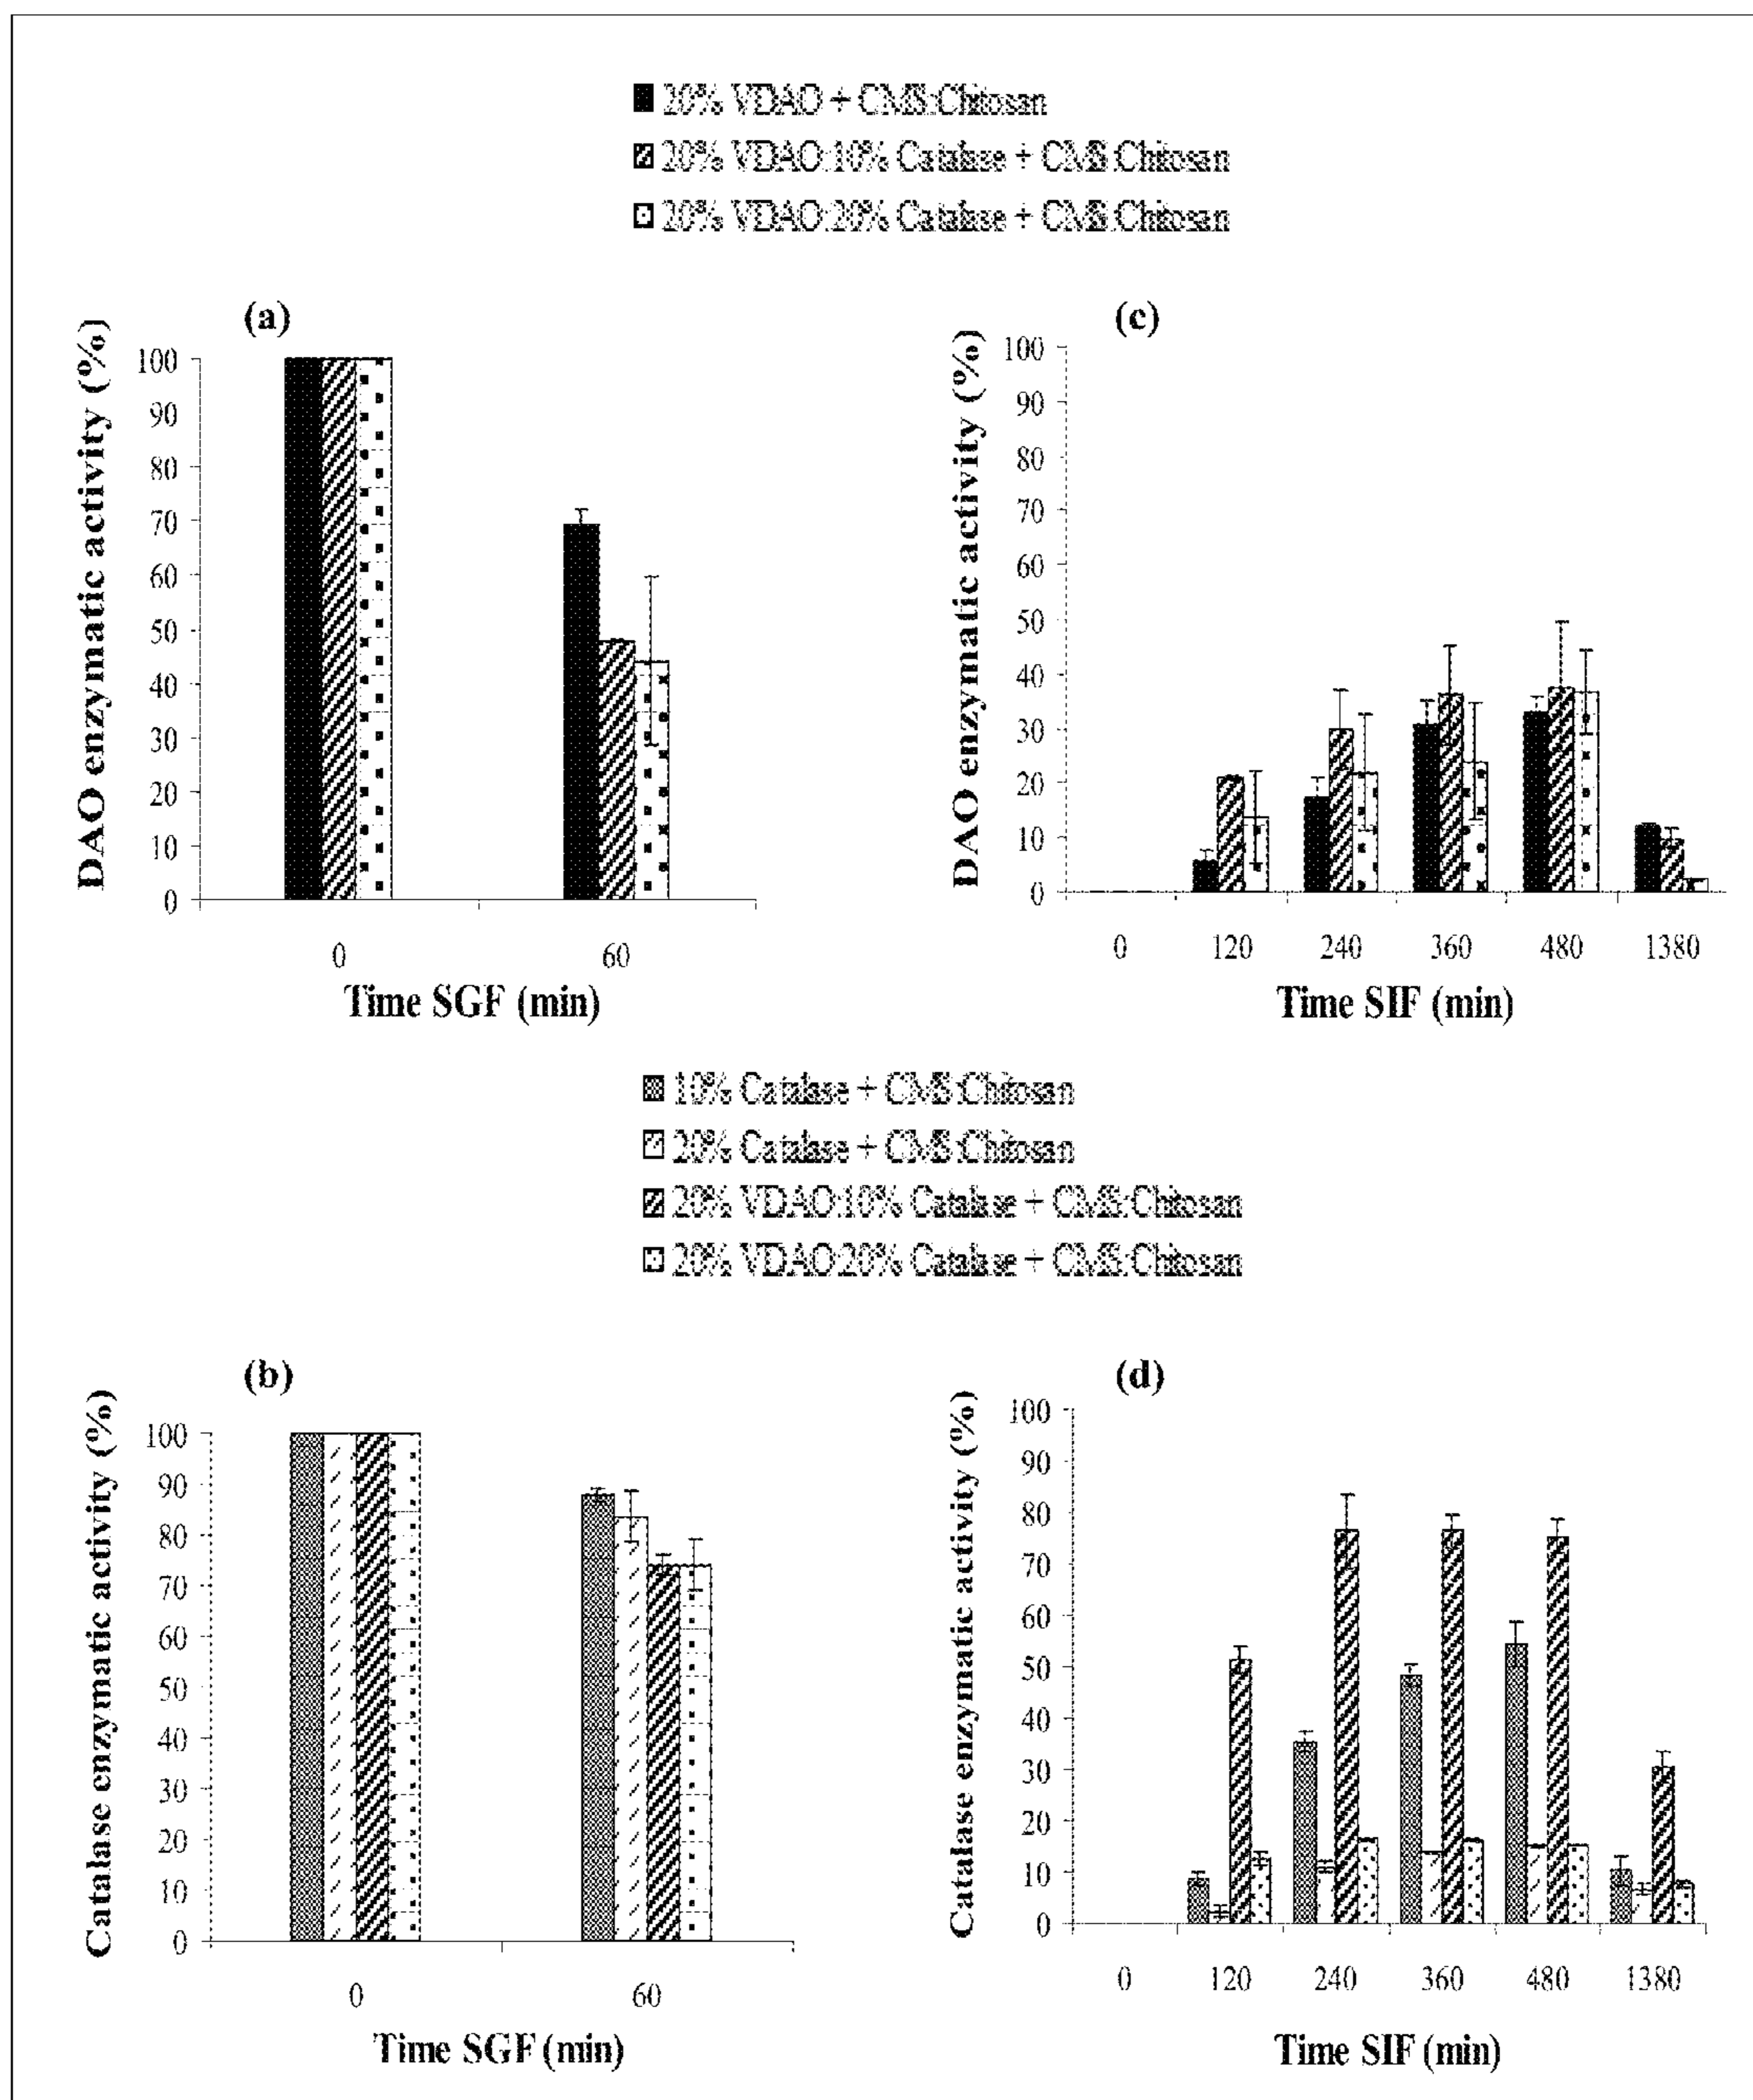 20% VDAO + CMS:Chitosan
20% VDAO:10% Catalase + CMS:Chitosan
20% VDAO:20% Catalase + CMS:Chitosan
(a)
DAO enzymatic activity (%)
100
90
80
70
60
50
40
30
20
10
0
0 60
Time SGF (min)
(c)
DAO enzymatic activity (%)
100
90
80
70
60
50
40
30
20
10
0
0 120 240 360 480 1380
Time SIF (min)
10% Catalase + CMS:Chitosan
20% Catalase + CMS:Chitosan
20% VDAO:10% Catalase + CMS:Chitosan
20% VDAO:20% Catalase + CMS:Chitosan
(b)
Catalase enzymatic activity (%)
100
90
80
70
60
50
40
30
20
10
0
0 60
Time SGF (min)
(d)
Catalase enzymatic activity (%)
100
90
80
70
60
50
40
30
20
10
0
0 120 240 360 480 1380
Time SIF (min)